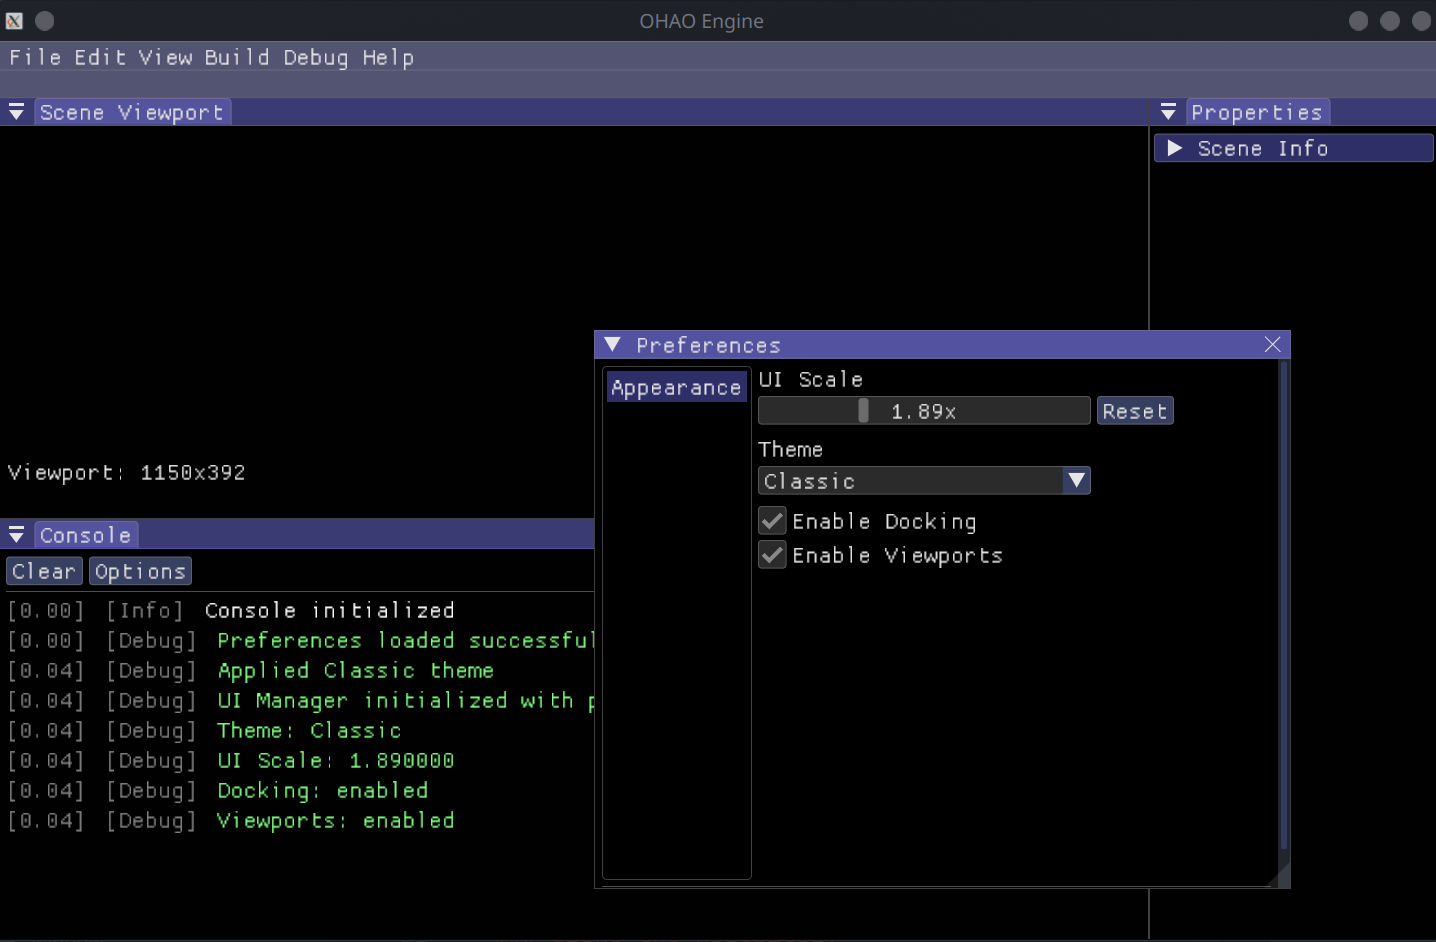 OHAO Engine
File Edit View Build Debug Help
Scene Viewport
Properties
Scene Info
Viewport: 1150x392
Preferences
Appearance
UI Scale
1.89x
Reset
Theme
Classic
Enable Docking
Enable Viewports
Console
Clear
Options
[0.00] [Info] Console initialized
[0.00] [Debug] Preferences loaded successful
[0.04] [Debug] Applied Classic theme
[0.04] [Debug] UI Manager initialized with
[0.04] [Debug] Theme: Classic
[0.04] [Debug] UI Scale: 1.890000
[0.04] [Debug] Docking: enabled
[0.04] [Debug] Viewports: enabled